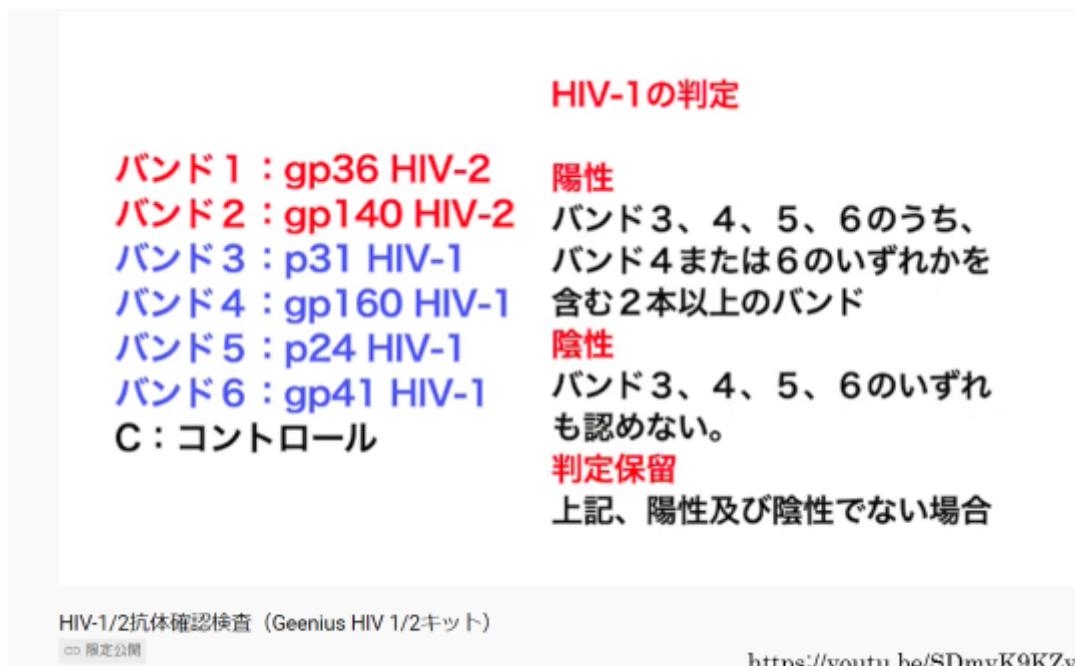 HIV-1の判定
バンド1：gp36 HIV-2
バンド2：gp140 HIV-2
バンド3：p31 HIV-1
バンド4：gp160 HIV-1
バンド5：p24 HIV-1
バンド6：gp41 HIV-1
C：コントロール
陽性
バンド3、4、5、6のうち、
バンド4または6のいずれかを
含む2本以上のバンド
陰性
バンド3、4、5、6のいずれ
も認めない。
判定保留
上記、陽性及び陰性でない場合
HIV-1/2抗体確認検査（Geenius HIV 1/2キット）
限定公開